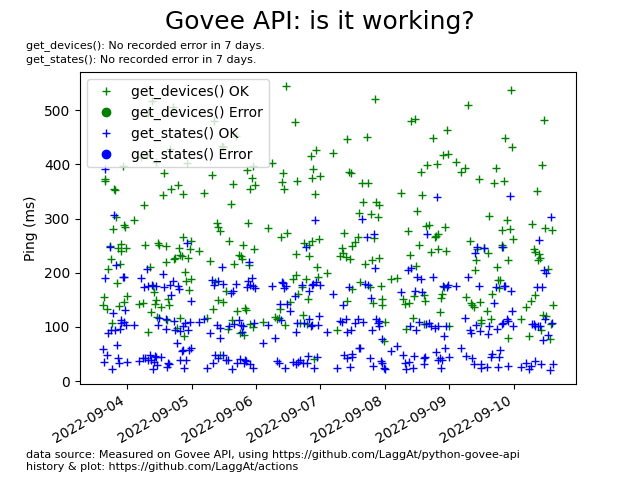 Govee API: is it working?
get_devices(): No recorded error in 7 days.
get_states(): No recorded error in 7 days.
get_devices() OK
get_devices() Error
get_states() OK
get_states() Error
Ping (ms)
500
400
300
200
100
0
2022-09-04
2022-09-05
2022-09-06
2022-09-07
2022-09-08
2022-09-09
2022-09-10
data source: Measured on Govee API, using https://github.com/LaggAt/python-govee-api
history & plot: https://github.com/LaggAt/actions